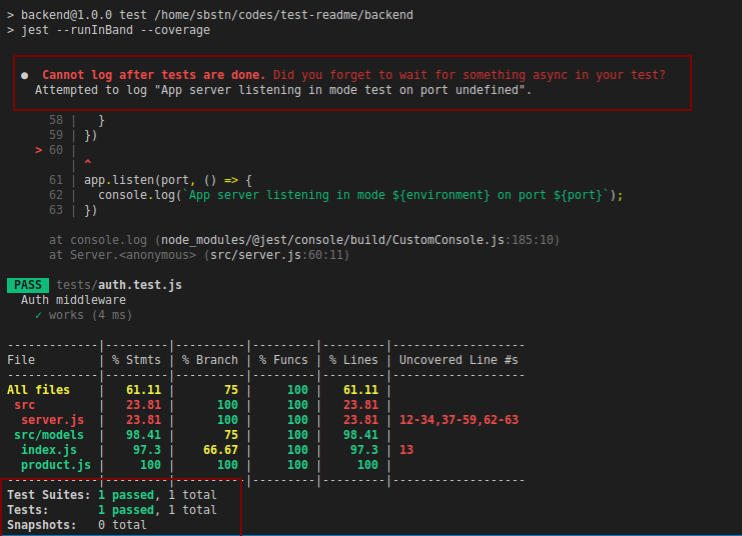 > backend@1.0.0 test /home/sbstn/codes/test-readme/backend
> jest --runInBand --coverage
●  Cannot log after tests are done. Did you forget to wait for something async in your test?
Attempted to log "App server listening in mode test on port undefined".
58 |   }
59 | })
> 60 |
| ^
61 | app.listen(port, () => {
62 |   console.log(`App server listening in mode ${environment} on port ${port}`);
63 | })
at console.log (node_modules/@jest/console/build/CustomConsole.js:185:10)
at Server.<anonymous> (src/server.js:60:11)
PASS tests/auth.test.js
Auth middleware
✓ works (4 ms)
-------------|---------|----------|---------|---------|-------------------
File         | % Stmts | % Branch | % Funcs | % Lines | Uncovered Line #s
-------------|---------|----------|---------|---------|-------------------
All files    |   61.11 |       75 |     100 |   61.11 |
src         |   23.81 |      100 |     100 |   23.81 |
server.js  |   23.81 |      100 |     100 |   23.81 | 12-34,37-59,62-63
src/models  |   98.41 |       75 |     100 |   98.41 |
index.js   |    97.3 |    66.67 |     100 |    97.3 | 13
product.js |     100 |      100 |     100 |     100 |
-------------|---------|----------|---------|---------|-------------------
Test Suites: 1 passed, 1 total
Tests:       1 passed, 1 total
Snapshots:   0 total